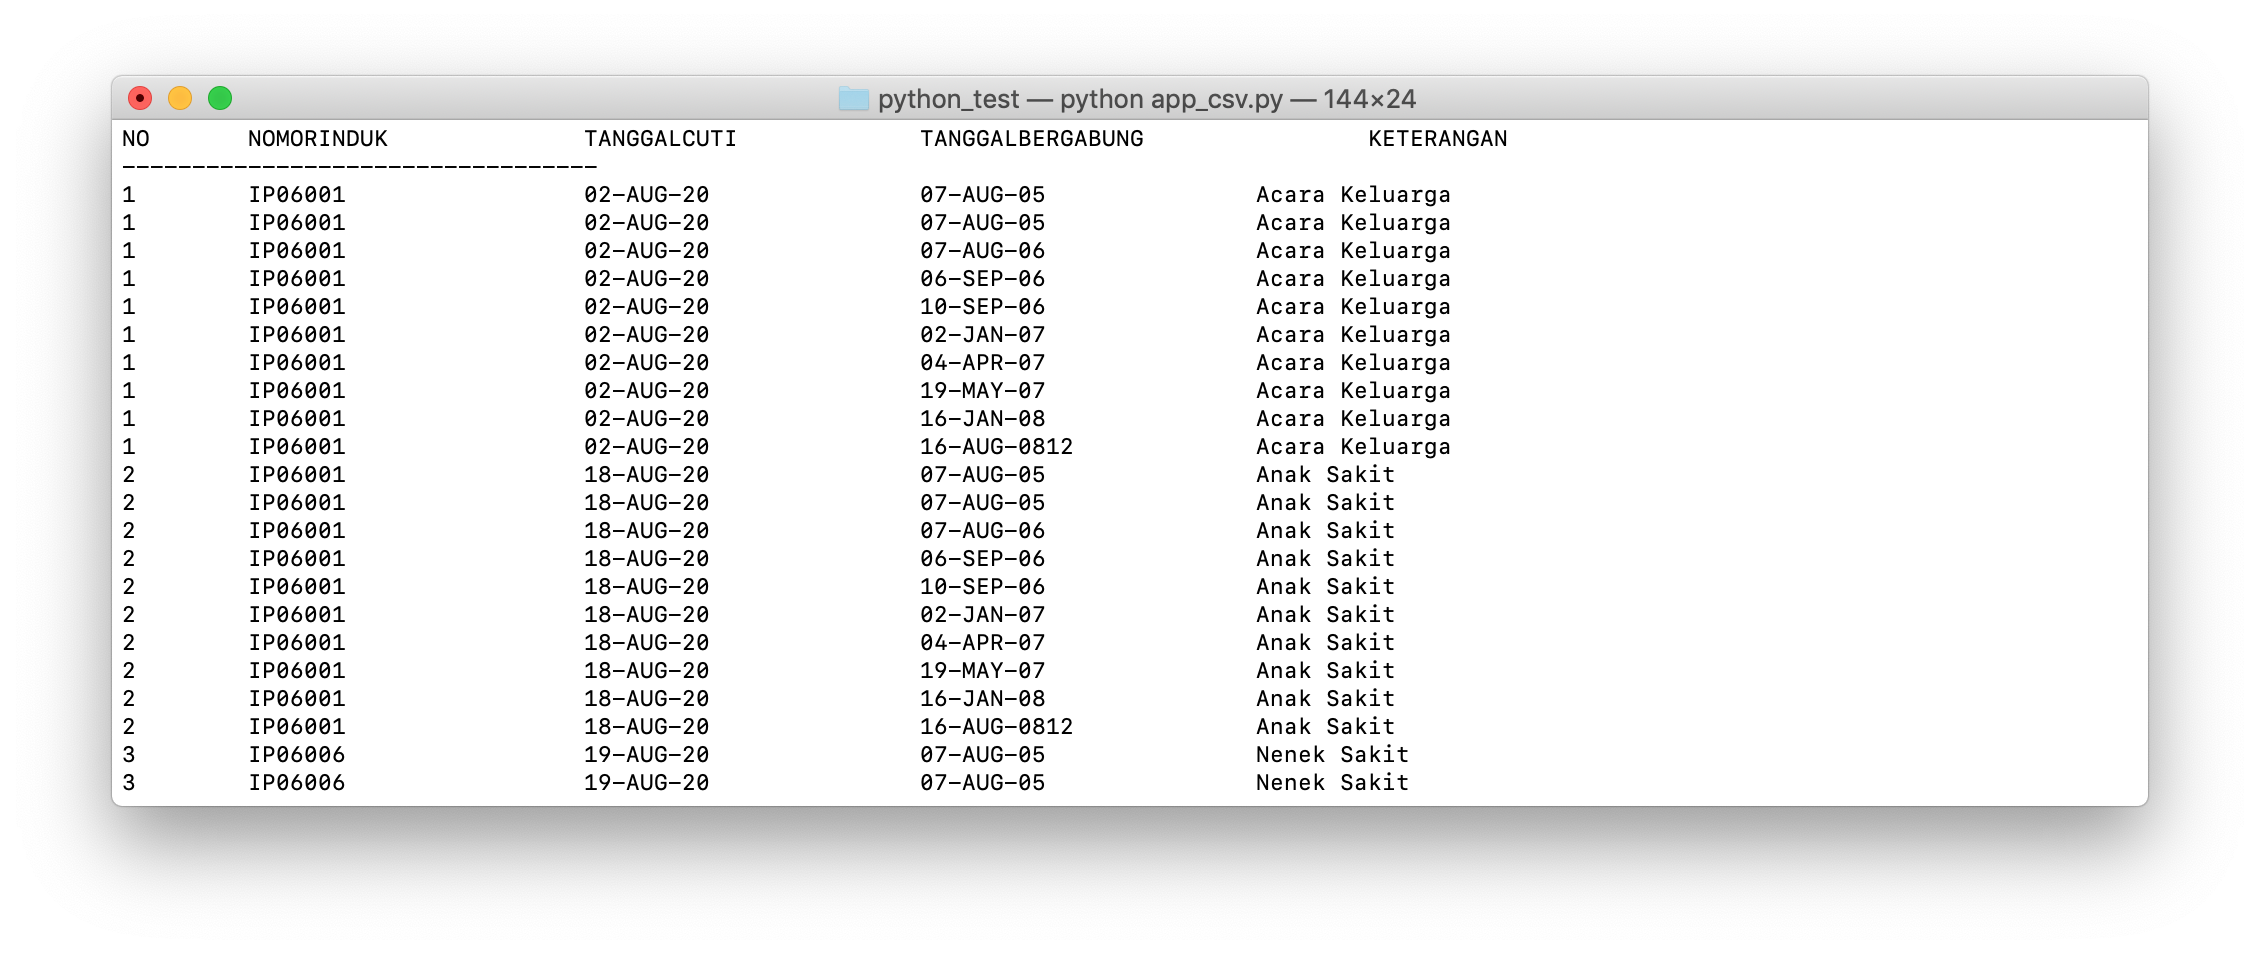 python_test — python app_csv.py — 144×24
NO NOMORINDUK TANGGALCUTI TANGGALBERGABUNG KETERANGAN
----------------------------------
1 IP06001 02-AUG-20 07-AUG-05 Acara Keluarga
1 IP06001 02-AUG-20 07-AUG-05 Acara Keluarga
1 IP06001 02-AUG-20 07-AUG-06 Acara Keluarga
1 IP06001 02-AUG-20 06-SEP-06 Acara Keluarga
1 IP06001 02-AUG-20 10-SEP-06 Acara Keluarga
1 IP06001 02-AUG-20 02-JAN-07 Acara Keluarga
1 IP06001 02-AUG-20 04-APR-07 Acara Keluarga
1 IP06001 02-AUG-20 19-MAY-07 Acara Keluarga
1 IP06001 02-AUG-20 16-JAN-08 Acara Keluarga
1 IP06001 02-AUG-20 16-AUG-0812 Acara Keluarga
2 IP06001 18-AUG-20 07-AUG-05 Anak Sakit
2 IP06001 18-AUG-20 07-AUG-05 Anak Sakit
2 IP06001 18-AUG-20 07-AUG-06 Anak Sakit
2 IP06001 18-AUG-20 06-SEP-06 Anak Sakit
2 IP06001 18-AUG-20 10-SEP-06 Anak Sakit
2 IP06001 18-AUG-20 02-JAN-07 Anak Sakit
2 IP06001 18-AUG-20 04-APR-07 Anak Sakit
2 IP06001 18-AUG-20 19-MAY-07 Anak Sakit
2 IP06001 18-AUG-20 16-JAN-08 Anak Sakit
2 IP06001 18-AUG-20 16-AUG-0812 Anak Sakit
3 IP06006 19-AUG-20 07-AUG-05 Nenek Sakit
3 IP06006 19-AUG-20 07-AUG-05 Nenek Sakit